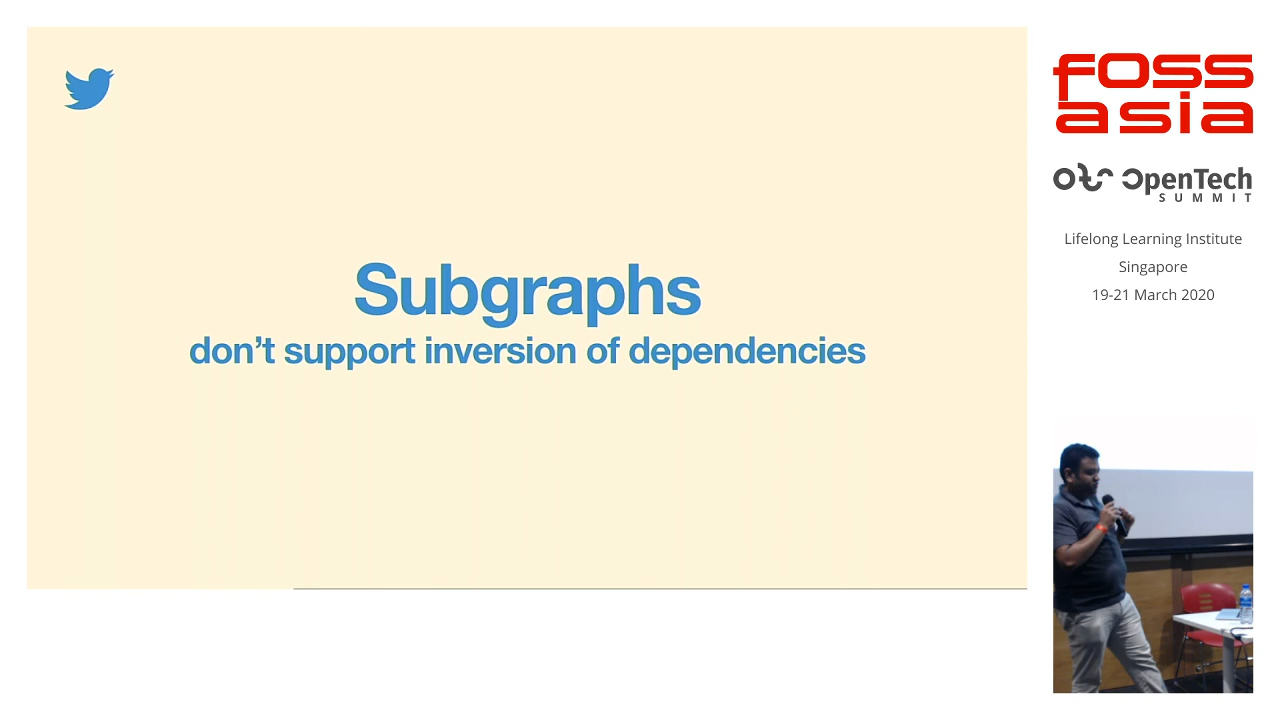 Subgraphs
don’t support inversion of dependencies
foss
asia
OpenTech
SUMMIT
Lifelong Learning Institute
Singapore
19-21 March 2020